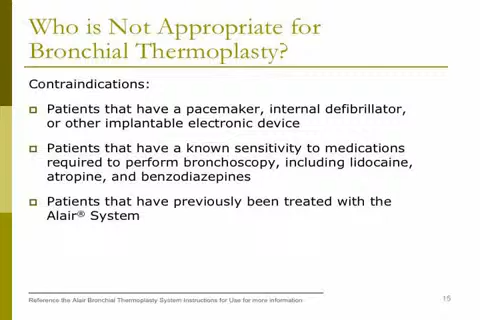 Who is Not Appropriate for
Bronchial Thermoplasty?
Contraindications:
Patients that have a pacemaker, internal defibrillator,
or other implantable electronic device
Patients that have a known sensitivity to medications
required to perform bronchoscopy, including lidocaine,
atropine, and benzodiazepines
Patients that have previously been treated with the
Alair® System
Reference the Alair Bronchial Thermoplasty System Instructions for Use for more information
15